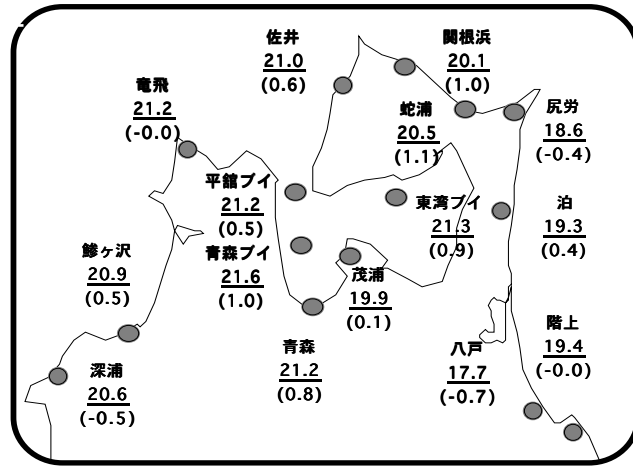 佐井
21.0
(0.6)
関根浜
20.1
(1.0)
竜飛
21.2
(-0.0)
蛇浦
20.5
(1.1)
尻労
18.6
(-0.4)
平舘ブイ
21.2
(0.5)
東湾ブイ
21.3
(0.9)
泊
19.3
(0.4)
鰺ヶ沢
20.9
(0.5)
青森ブイ
21.6
(1.0)
茂浦
19.9
(0.1)
階上
19.4
(-0.0)
青森
21.2
(0.8)
八戸
17.7
(-0.7)
深浦
20.6
(-0.5)